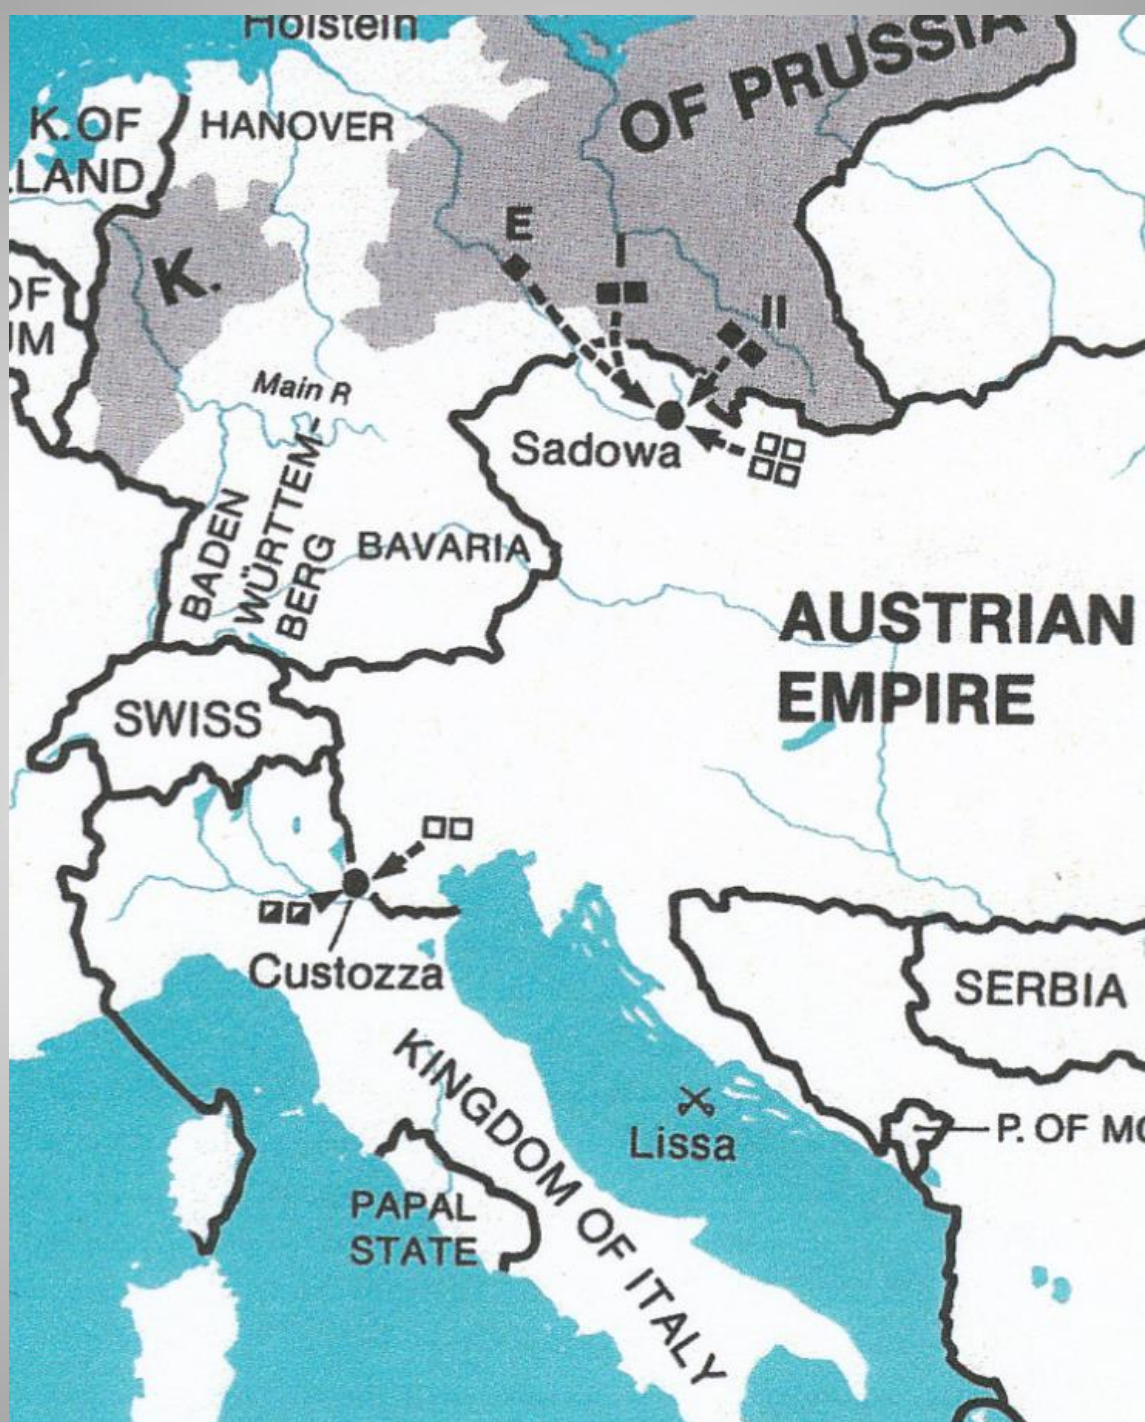 Holstein
OF PRUSSIA
K. OF
LLAND
HANOVER
E
I
K.
II
OF
UM
Main R
Sadowa
BADEN
WÜRTTEM-
BERG
BAVARIA
AUSTRIAN
EMPIRE
SWISS
Custozza
SERBIA
KINGDOM OF ITALY
Lissa
P. OF MO
PAPAL
STATE